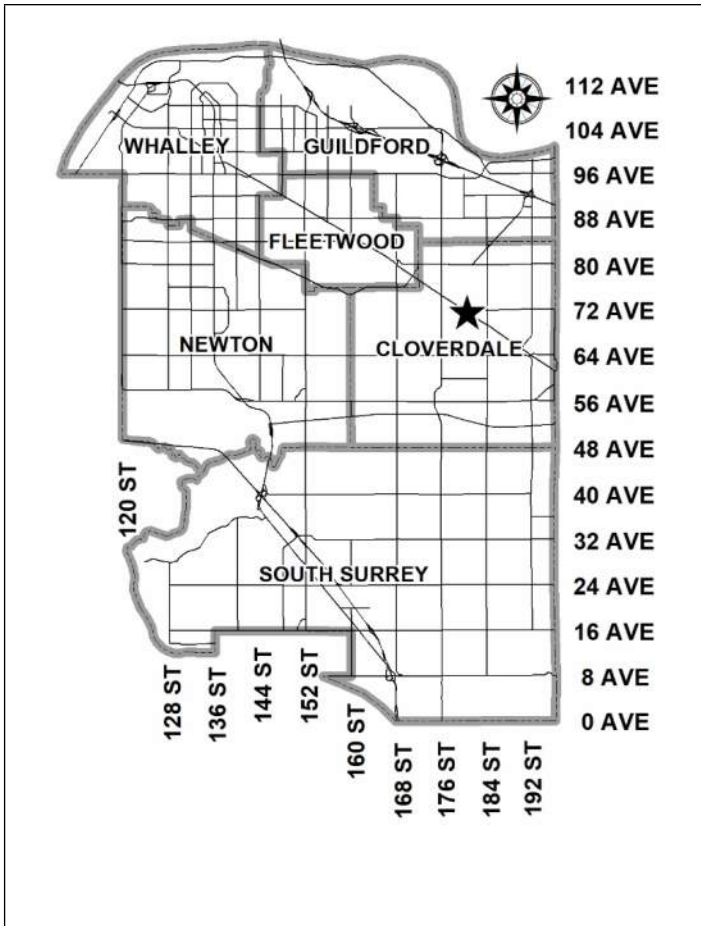 112 AVE
104 AVE
WHALLEY
GUILDFORD
96 AVE
88 AVE
FLEETWOOD
80 AVE
72 AVE
NEWTON
CLOVERDALE
64 AVE
56 AVE
48 AVE
120 ST
40 AVE
32 AVE
SOUTH SURREY
24 AVE
16 AVE
8 AVE
0 AVE
128 ST
136 ST
144 ST
152 ST
160 ST
168 ST
176 ST
184 ST
192 ST